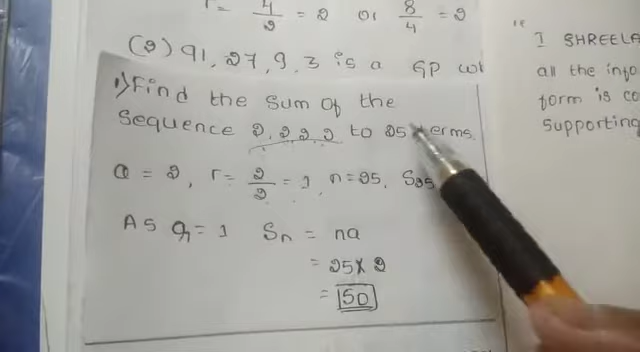 r= 4/2 = 2 or 8/4 = 2
(2) 91, 27, 9, 3 is a GP
1) Find the sum of the
sequence 2, 2 2 2 to 25 terms.
a = 2, r = 2/2 = 1, n = 25, S25
As r = 1 Sn = na
= 25 x 2
= 50
I SHREELA
all the info
form is co
supporting